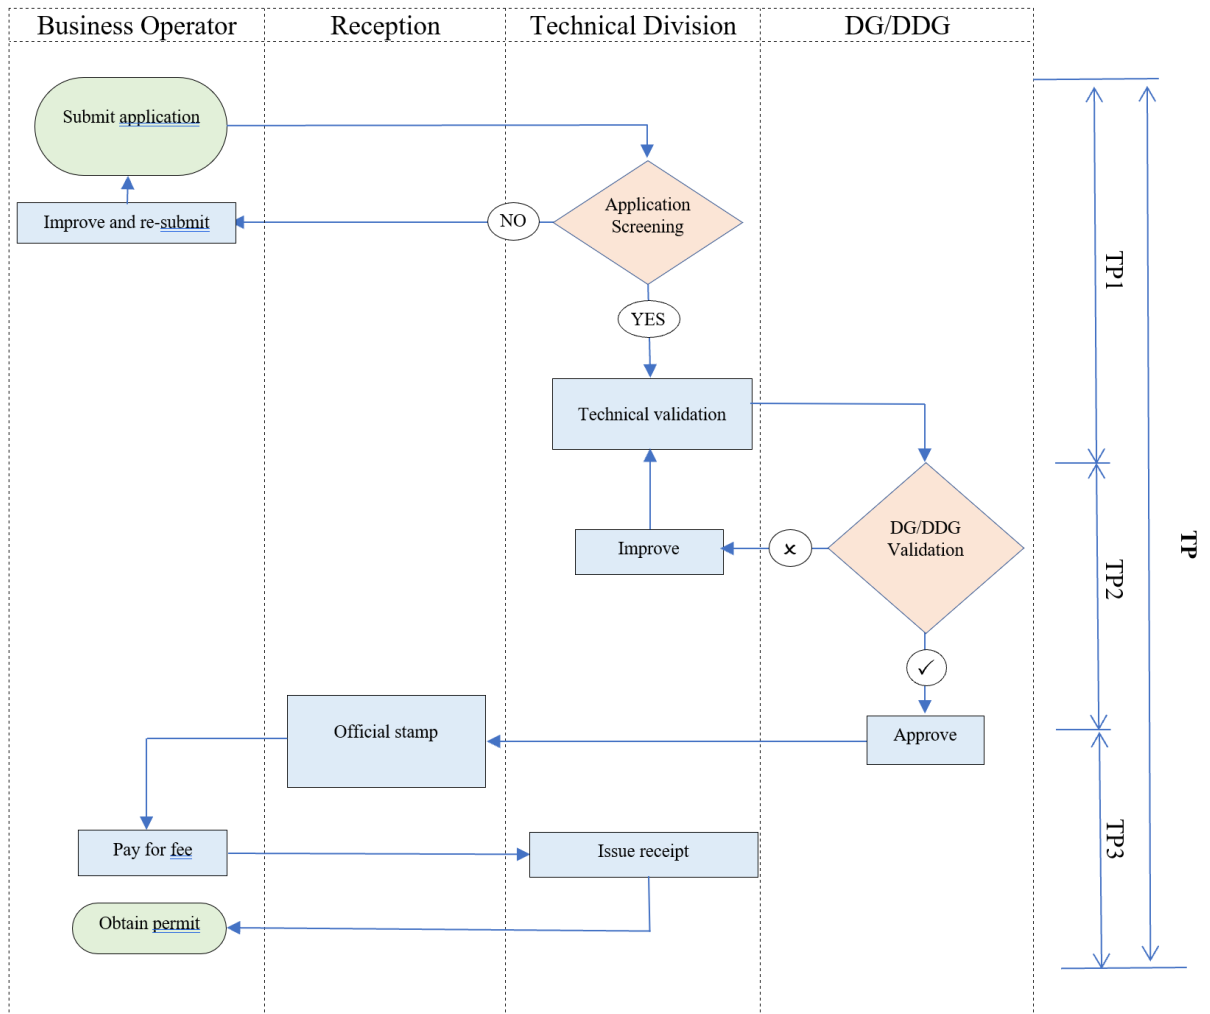 Business Operator
Reception
Technical Division
DG/DDG
Submit application
Application
Screening
Improve and re-submit
NO
YES
TP1
Technical validation
DG/DDG
Validation
Improve
x
TP
TP2
✓
Official stamp
Approve
Pay for fee
Issue receipt
TP3
Obtain permit